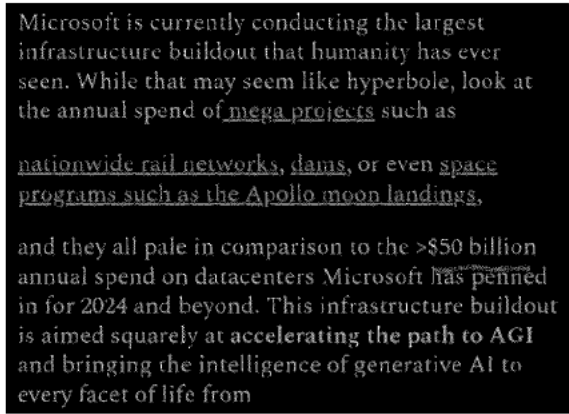 Microsoft is currently conducting the largest
infrastructure buildout that humanity has ever
seen. While that may seem like hyperbole, look at
the annual spend of mega projects such as
nationwide rail networks, dams, or even space
programs such as the Apollo moon landings,
and they all pale in comparison to the >$50 billion
annual spend on datacenters Microsoft has penned
in for 2024 and beyond. This infrastructure buildout
is aimed squarely at accelerating the path to AGI
and bringing the intelligence of generative AI to
every facet of life from